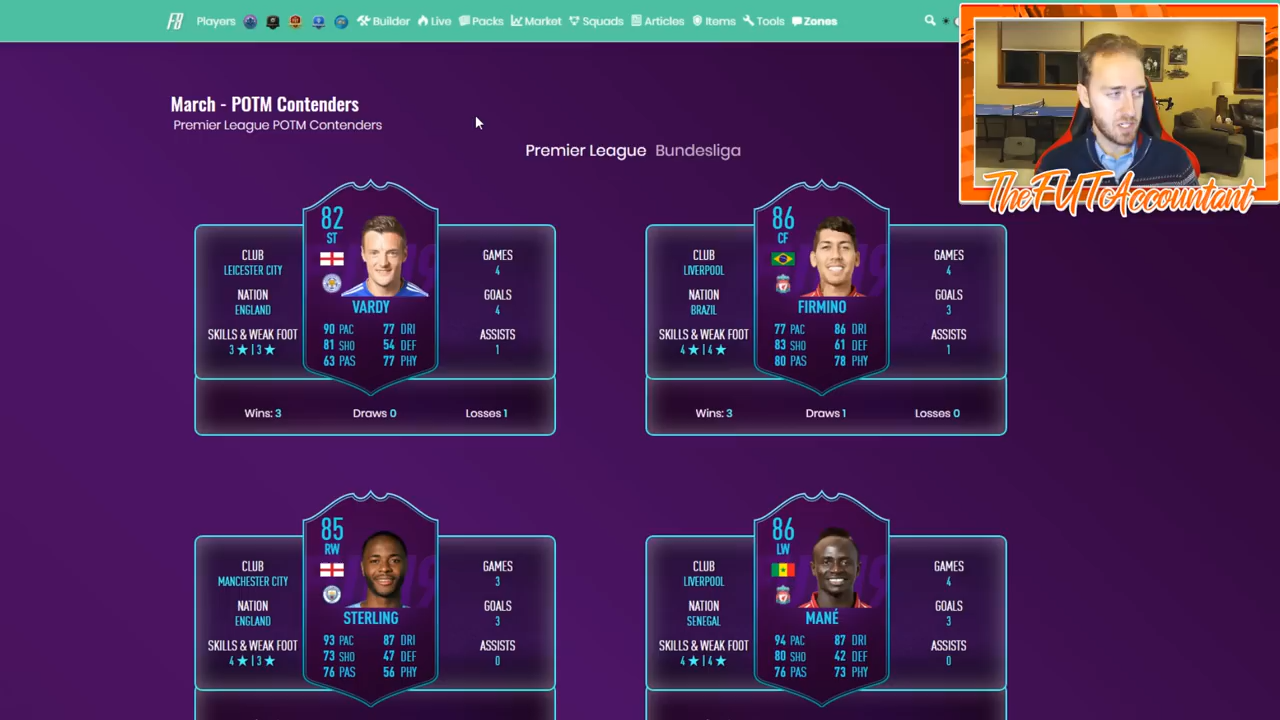 F8 Players Builder Live Packs Market Squads Articles Items Tools Zones
TheFUTAccountant
March - POTM Contenders
Premier League POTM Contenders
Premier League Bundesliga
CLUB
LEICESTER CITY
NATION
ENGLAND
SKILLS & WEAK FOOT
3 ★ | 3 ★
82
ST
VARDY
90 PAC 77 DRI
81 SHO 54 DEF
63 PAS 77 PHY
GAMES
4
GOALS
4
ASSISTS
1
Wins: 3 Draws 0 Losses 1
CLUB
LIVERPOOL
NATION
BRAZIL
SKILLS & WEAK FOOT
4 ★ | 4 ★
86
CF
FIRMINO
77 PAC 86 DRI
83 SHO 61 DEF
80 PAS 78 PHY
GAMES
4
GOALS
3
ASSISTS
1
Wins: 3 Draws 1 Losses 0
CLUB
MANCHESTER CITY
NATION
ENGLAND
SKILLS & WEAK FOOT
4 ★ | 3 ★
85
RW
STERLING
93 PAC 87 DRI
73 SHO 47 DEF
76 PAS 56 PHY
GAMES
3
GOALS
3
ASSISTS
0
CLUB
LIVERPOOL
NATION
SENEGAL
SKILLS & WEAK FOOT
4 ★ | 4 ★
86
LW
MANÉ
94 PAC 87 DRI
80 SHO 42 DEF
76 PAS 73 PHY
GAMES
4
GOALS
3
ASSISTS
0